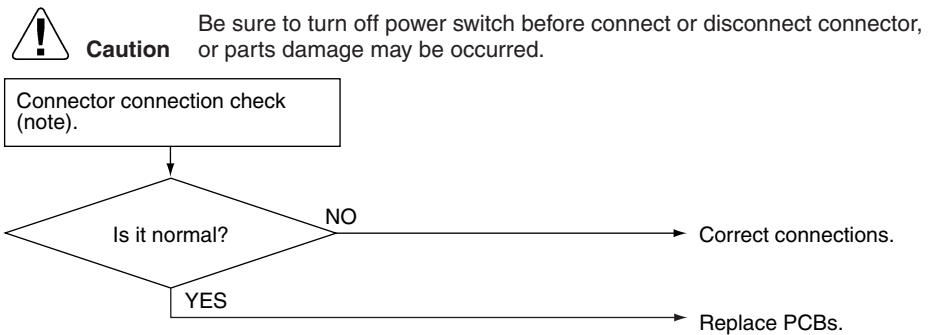 Be sure to turn off power switch before connect or disconnect connector,
Caution or parts damage may be occurred.
Connector connection check
(note).
Is it normal?
NO
Correct connections.
YES
Replace PCBs.